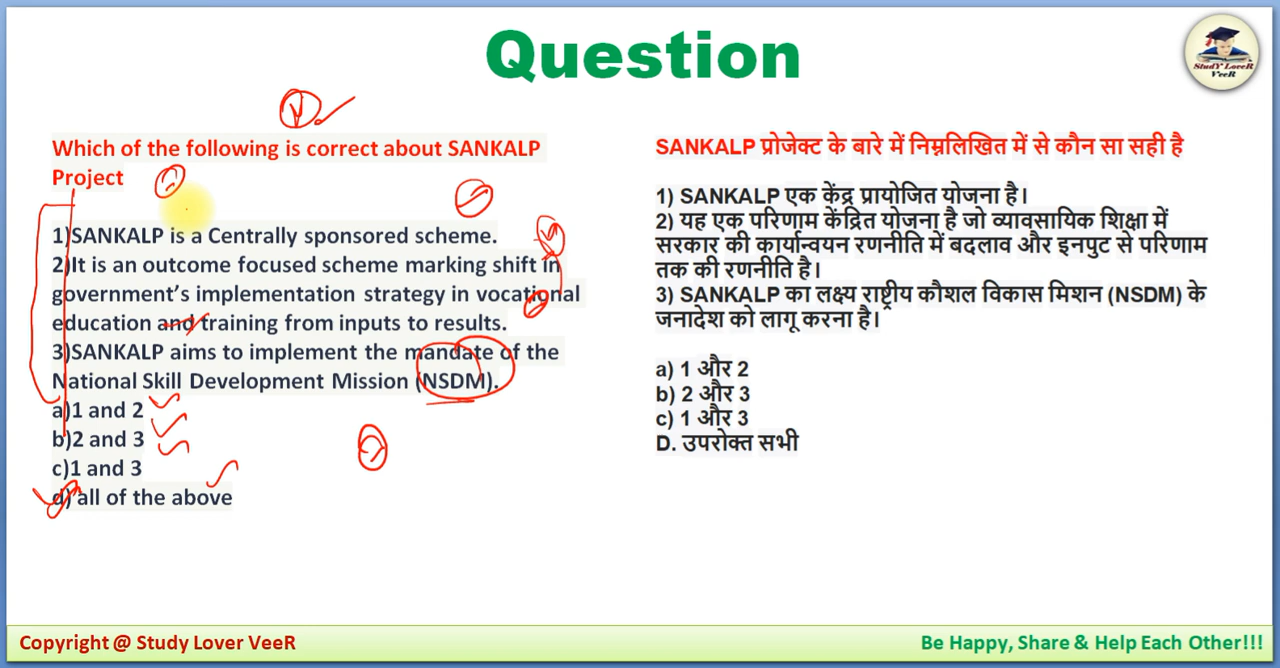 Question
StudY LoveR
VeeR
Which of the following is correct about SANKALP
Project
1)SANKALP is a Centrally sponsored scheme.
2)It is an outcome focused scheme marking shift in
government's implementation strategy in vocational
education and training from inputs to results.
3)SANKALP aims to implement the mandate of the
National Skill Development Mission (NSDM).
a)1 and 2
b)2 and 3
c)1 and 3
d) all of the above
SANKALP प्रोजेक्ट के बारे में निम्नलिखित में से कौन सा सही है
1) SANKALP एक केंद्र प्रायोजित योजना है।
2) यह एक परिणाम केंद्रित योजना है जो व्यावसायिक शिक्षा में
सरकार की कार्यान्वयन रणनीति में बदलाव और इनपुट से परिणाम
तक की रणनीति है।
3) SANKALP का लक्ष्य राष्ट्रीय कौशल विकास मिशन (NSDM) के
जनादेश को लागू करना है।
a) 1 और 2
b) 2 और 3
c) 1 और 3
D. उपरोक्त सभी
Copyright @ Study Lover VeeR
Be Happy, Share & Help Each Other!!!